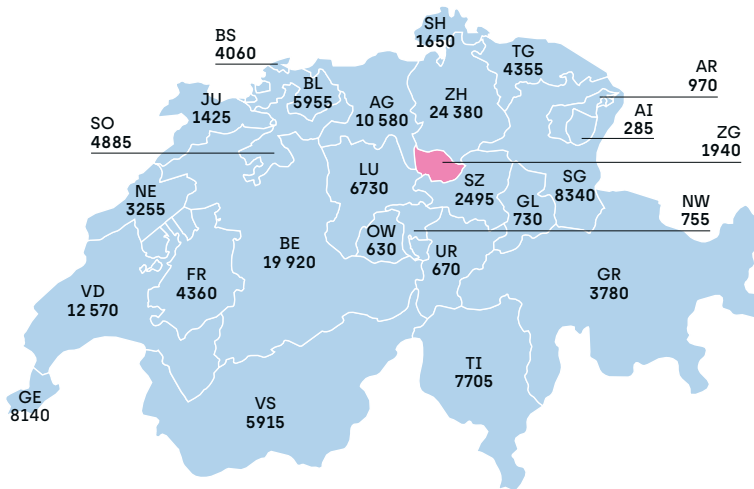 SH
1650
BS
4060
TG
4355
AR
970
BL
5955
JU
1425
AG
10 580
ZH
24 380
AI
285
SO
4885
ZG
1940
LU
6730
SZ
2495
SG
8340
GL
730
NE
3255
NW
755
OW
630
BE
19 920
UR
670
FR
4360
GR
3780
VD
12 570
TI
7705
GE
8140
VS
5915